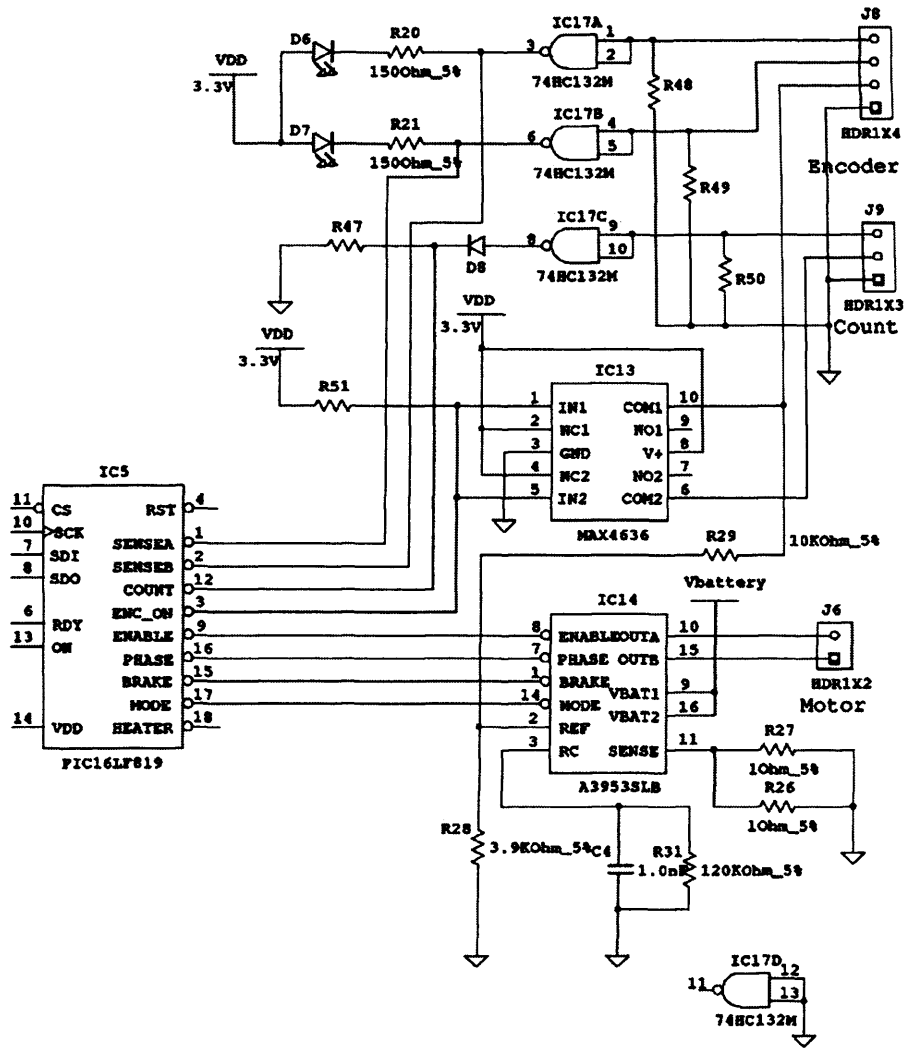 IC17A
J8
D6
R20
3
1
2
VDD
3.3V
150Ohm_5%
74HC132M
R48
IC17B
D7
R21
6
4
5
HDR1X4
150Ohm_5%
74HC132M
Encoder
R49
IC17C
J9
R47
8
9
10
D8
74HC132M
R50
VDD
3.3V
HDR1X3
Count
VDD
3.3V
IC13
R51
1 IN1 COM1 10
2 NC1 NO1 9
3 GND V+ 8
4 NC2 NO2 7
5 IN2 COM2 6
MAX4636
IC5
11 CS RST 4
10 SCK
7 SDI SENSEA 1
8 SDO SENSEB 2
COUNT 12
6 RDY ENC_ON 3
13 ON ENABLE 9
PHASE 16
BRAKE 15
MODE 17
14 VDD HEATER 18
PIC16LF819
R29
10KOhm_5%
Vbattery
IC14
J6
8 ENABLE OUTA 10
7 PHASE OUTB 15
1 BRAKE VBAT1 9
14 MODE VBAT2 16
2 REF
3 RC SENSE 11
A3953SLB
HDR1X2
Motor
R27
1Ohm_5%
R26
1Ohm_5%
R28
3.9KOhm_5%
C4
1.0nF
R31
120KOhm_5%
IC17D
11
12
13
74HC132M